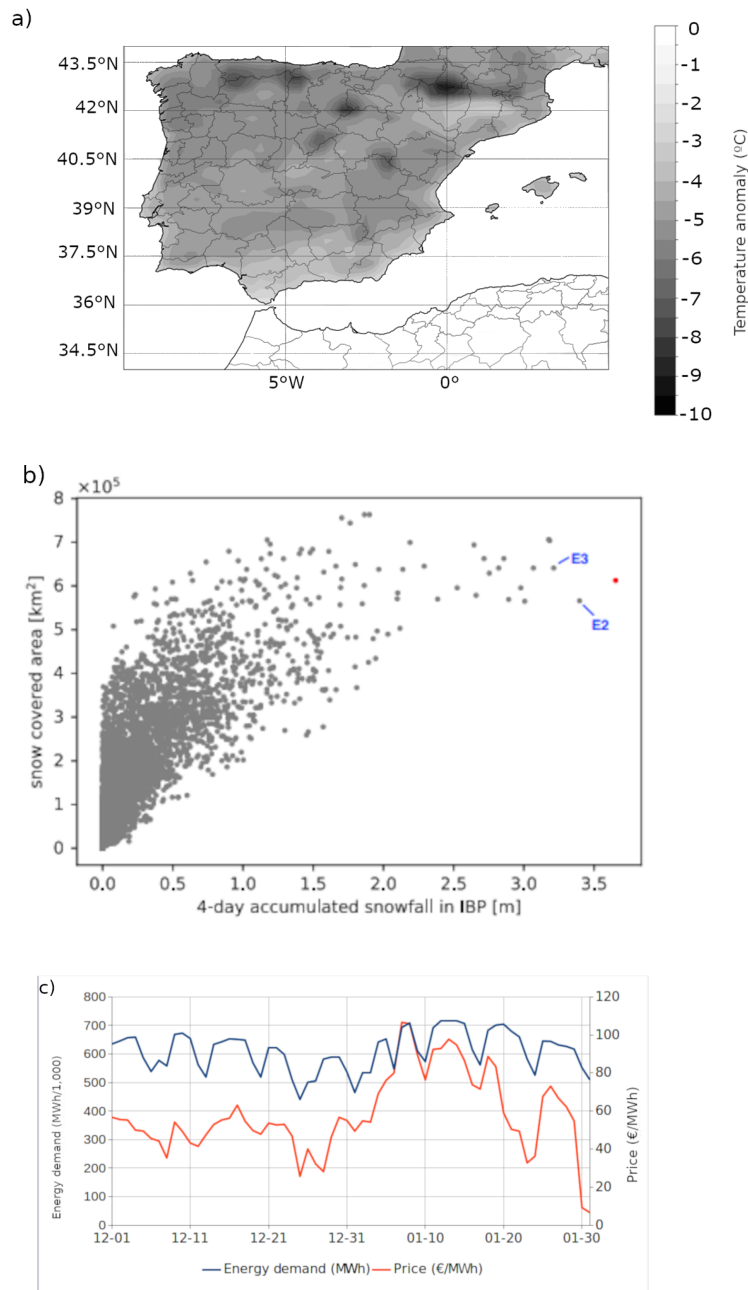 a)
43.5°N
42°N
40.5°N
39°N
37.5°N
36°N
34.5°N
5°W 0°
0
-1
-2
-3
-4
-5
-6
-7
-8
-9
-10
Temperature anomaly (ºC)
b)
×10⁵
8
7
6
5
4
3
2
1
0
snow covered area [km²]
E3
E2
0.0 0.5 1.0 1.5 2.0 2.5 3.0 3.5
4-day accumulated snowfall in IBP [m]
c)
800
700
600
500
400
300
200
100
0
Energy demand (MWh/1,000)
120
100
80
60
40
20
0
Price (€/MWh)
12-01 12-11 12-21 12-31 01-10 01-20 01-30
Energy demand (MWh) Price (€/MWh)